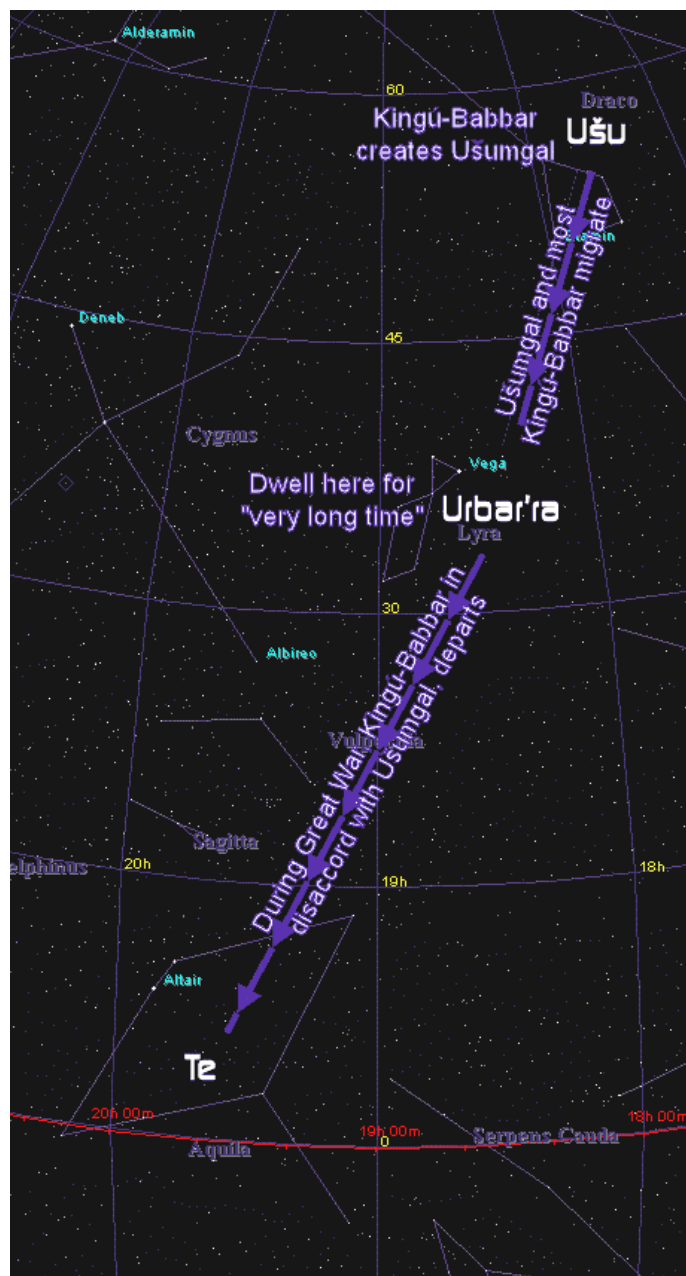 Alderamin
60
Draco
Kingú-Babbar
creates Ušumgal
Ušu
Etamin
Ušumgal and most
Kingú-Babbar migrate
Deneb
45
Cygnus
Vega
Dwell here for
"very long time"
Urbar'ra
Lyra
30
Albireo
During Great War, Kingú-Babbar in
disaccord with Ušumgal, departs
Vulpecula
Sagitta
elphinus
20h
19h
18h
Altair
Te
20h 00m
19h 00m
18h 00m
0
Aquila
Serpens Cauda